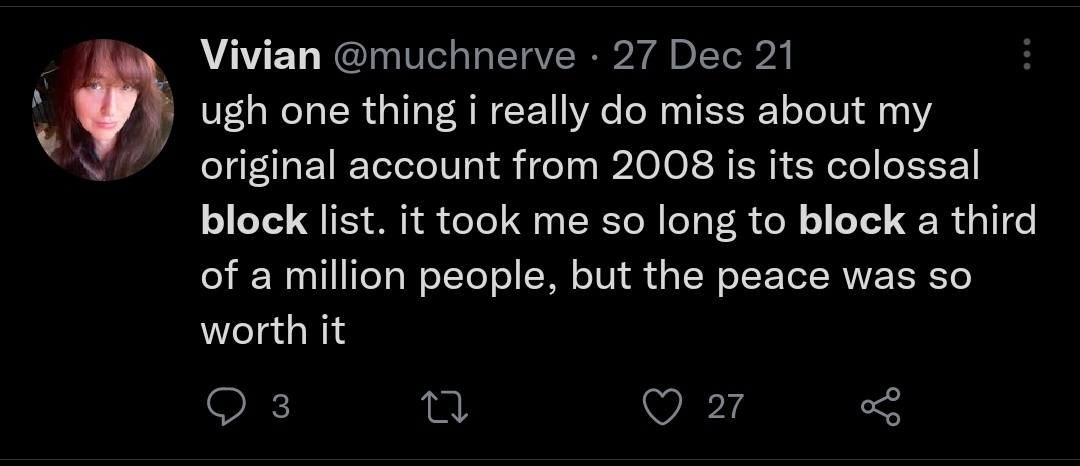 Vivian @muchnerve · 27 Dec 21
ugh one thing i really do miss about my
original account from 2008 is its colossal
block list. it took me so long to block a third
of a million people, but the peace was so
worth it
3 27